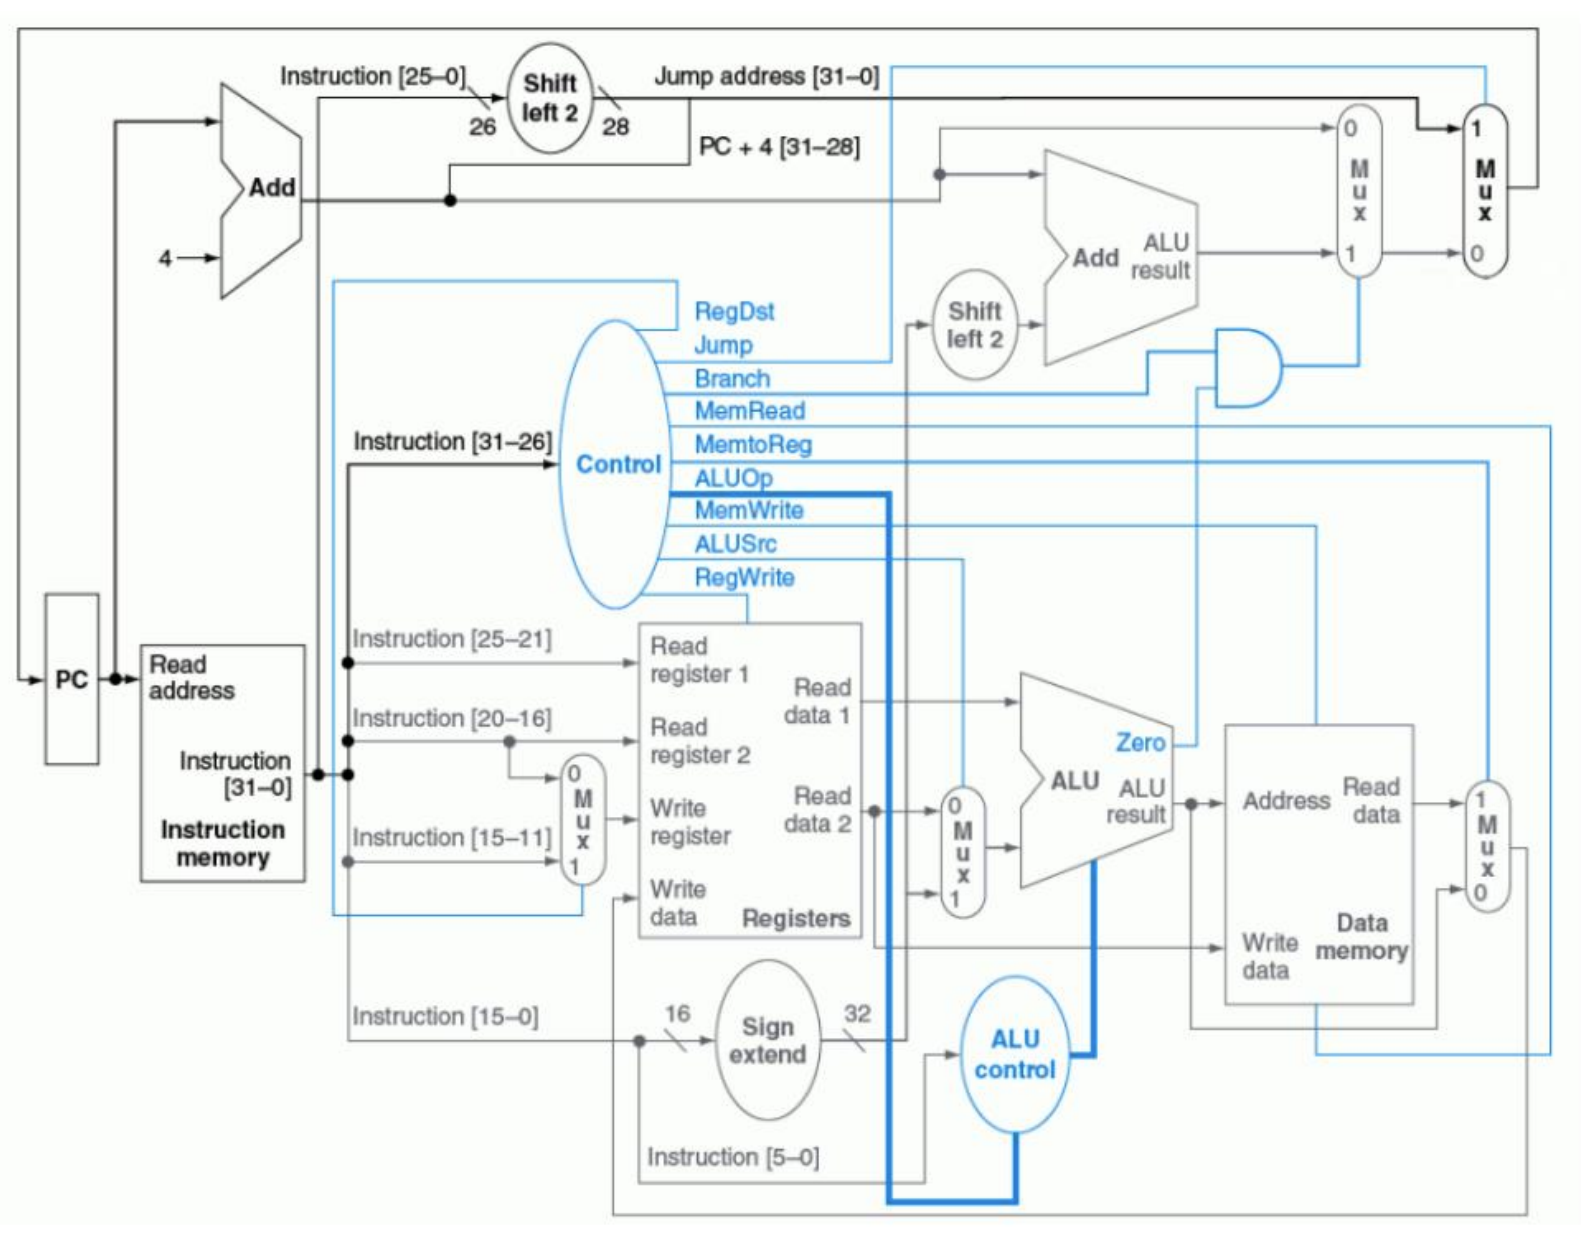 Instruction [25–0]
Shift
left 2
Jump address [31–0]
26
28
PC + 4 [31–28]
Add
4
0
M
u
x
1
1
M
u
x
0
Add
ALU
result
Shift
left 2
RegDst
Jump
Branch
MemRead
MemtoReg
ALUOp
MemWrite
ALUSrc
RegWrite
Instruction [31–26]
Control
PC
Read
address
Instruction
[31–0]
Instruction
memory
Instruction [25–21]
Instruction [20–16]
Instruction [15–11]
0
M
u
x
1
Read
register 1
Read
register 2
Write
register
Write
data
Read
data 1
Read
data 2
Registers
0
M
u
x
1
Zero
ALU
ALU
result
Address
Read
data
Write
data
Data
memory
1
M
u
x
0
Instruction [15–0]
16
Sign
extend
32
ALU
control
Instruction [5–0]